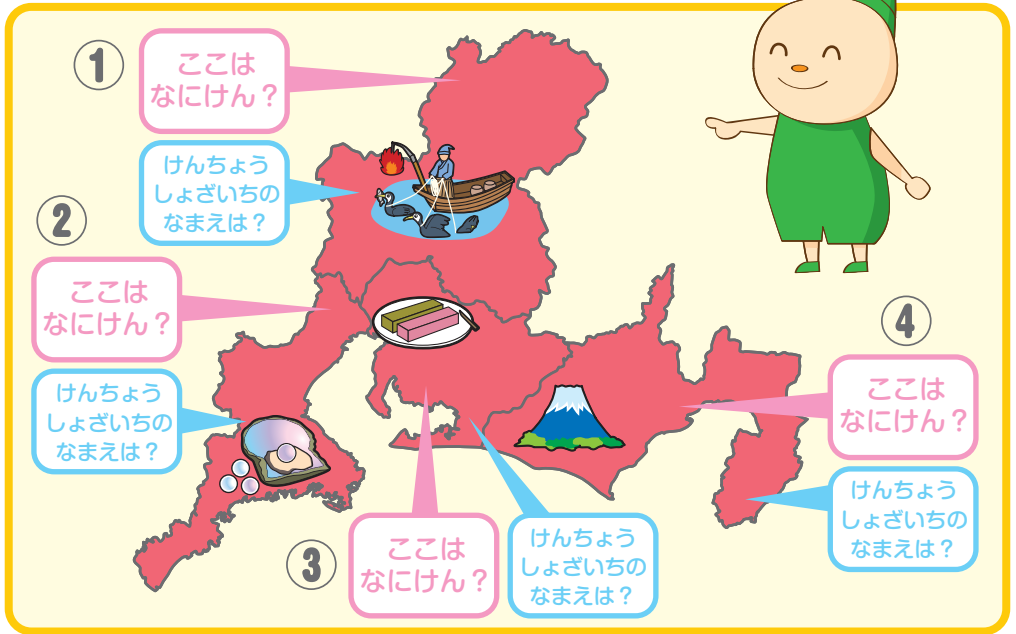 ①
ここは
なにけん？
けんちょう
しょざいちの
なまえは？
②
ここは
なにけん？
けんちょう
しょざいちの
なまえは？
③
ここは
なにけん？
けんちょう
しょざいちの
なまえは？
④
ここは
なにけん？
けんちょう
しょざいちの
なまえは？